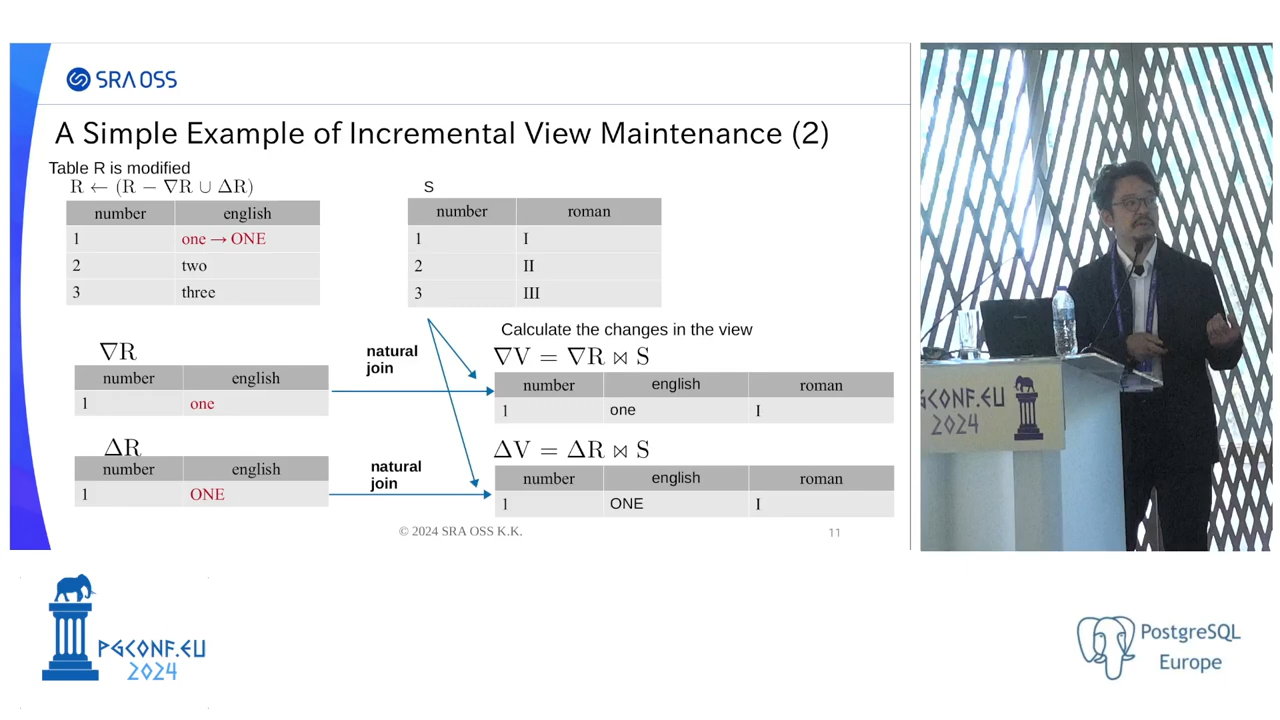 SRA OSS
A Simple Example of Incremental View Maintenance (2)
Table R is modified
R ← (R − ∇R ∪ ΔR)
number english
1 one → ONE
2 two
3 three
S
number roman
1 I
2 II
3 III
∇R
number english
1 one
natural
join
Calculate the changes in the view
∇V = ∇R ⋈ S
number english roman
1 one I
ΔR
number english
1 ONE
natural
join
ΔV = ΔR ⋈ S
number english roman
1 ONE I
© 2024 SRA OSS K.K.
11
PGCONF.EU
2024
PGCONF.EU
2024
PostgreSQL
Europe